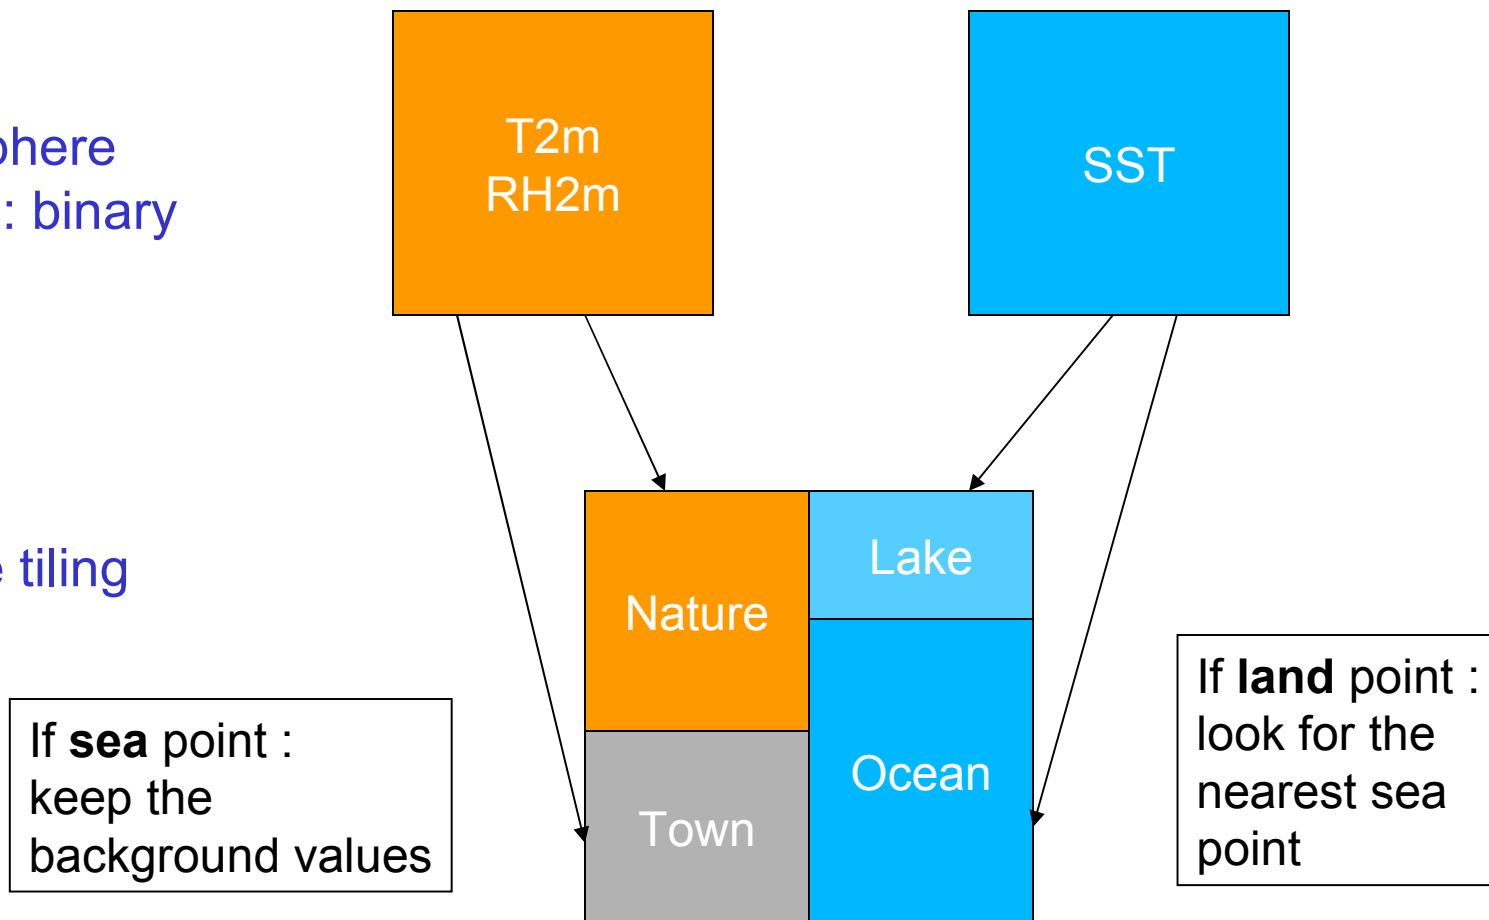 T2m
RH2m
SST
: binary
tiling
Nature
Lake
Town
Ocean
If sea point :
keep the
background values
If land point :
look for the
nearest sea
point